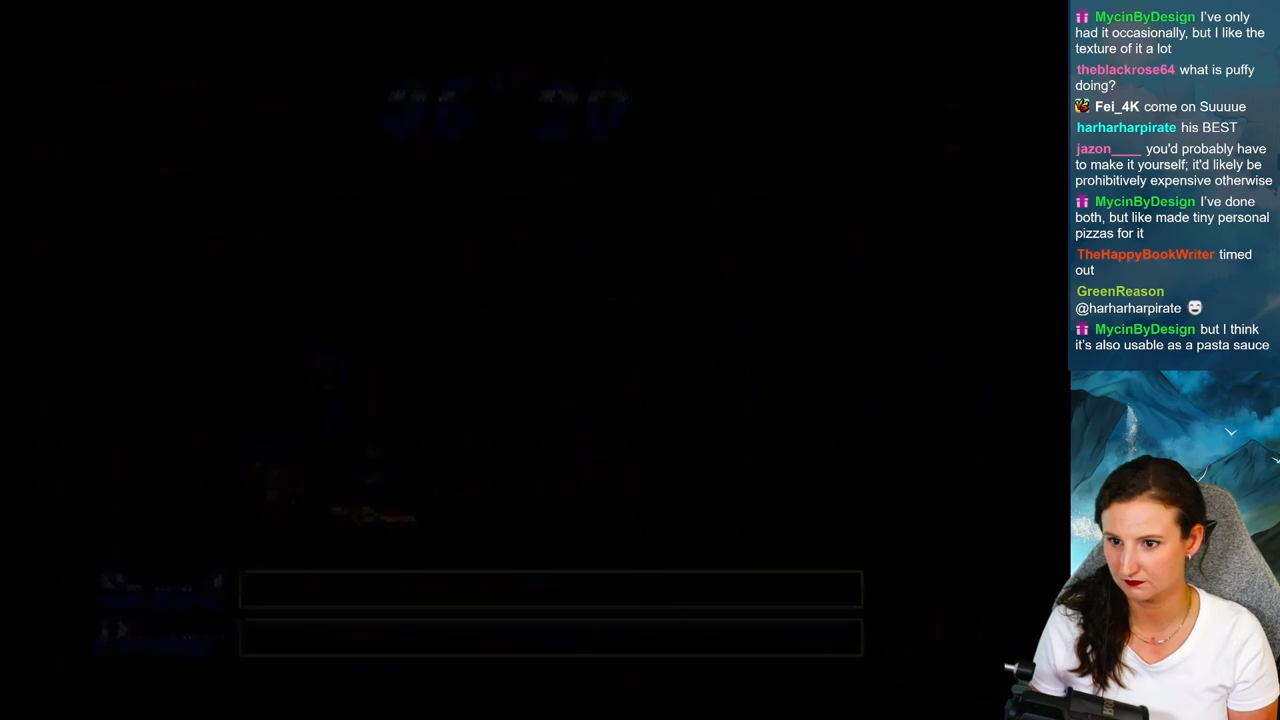 MycinByDesign I've only
had it occasionally, but I like the
texture of it a lot
theblackrose64 what is puffy
doing?
Fei_4K come on Suuuue
harharharpirate his BEST
jazon____ you'd probably have
to make it yourself; it'd likely be
prohibitively expensive otherwise
MycinByDesign I've done
both, but like made tiny personal
pizzas for it
TheHappyBookWriter timed
out
GreenReason
@harharharpirate
MycinByDesign but I think
it's also usable as a pasta sauce